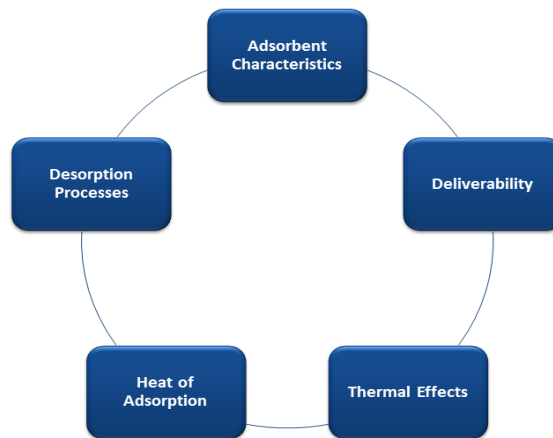 Adsorbent
Characteristics
Desorption
Processes
Deliverability
Heat of
Adsorption
Thermal Effects